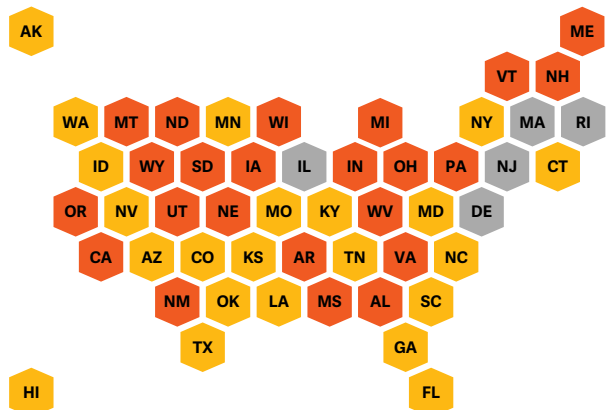 AK ME
VT NH
WA MT ND MN WI MI NY MA RI
ID WY SD IA IL IN OH PA NJ CT
OR NV UT NE MO KY WV MD DE
CA AZ CO KS AR TN VA NC
NM OK LA MS AL SC
TX GA
HI FL